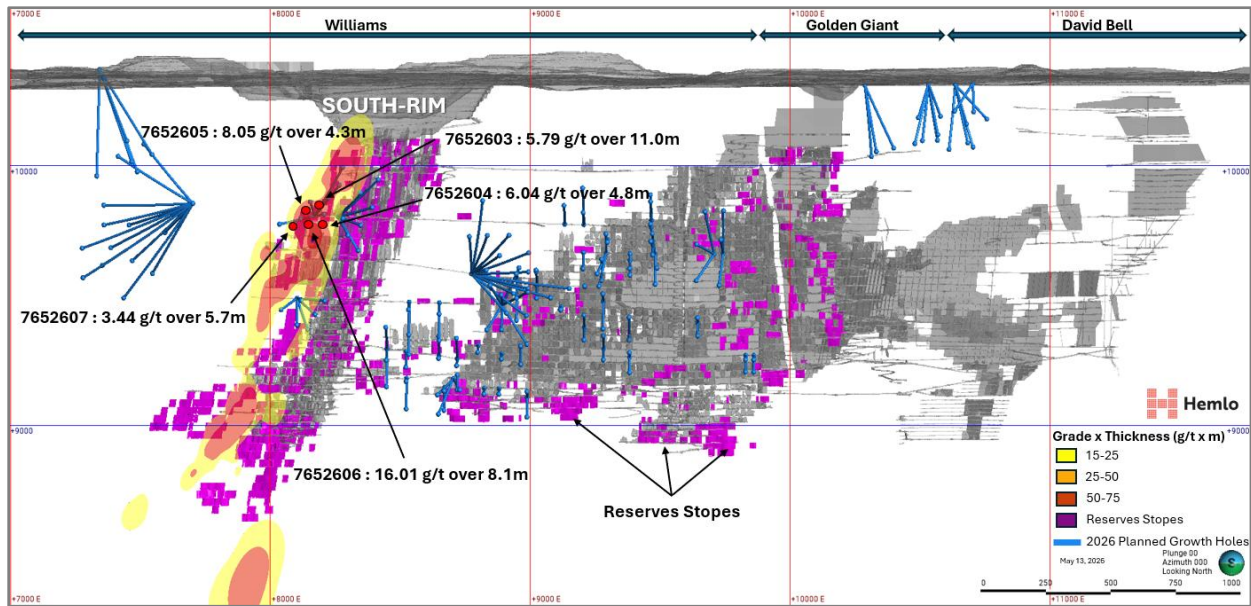 +7000 E
+8000 E
+9000 E
+10000 E
+11000 E
Williams
Golden Giant
David Bell
SOUTH-RIM
7652605 : 8.05 g/t over 4.3m
7652603 : 5.79 g/t over 11.0m
+10000
+10000
7652604 : 6.04 g/t over 4.8m
7652607 : 3.44 g/t over 5.7m
Hemlo
+9000
+9000
7652606 : 16.01 g/t over 8.1m
Reserves Stopes
Grade x Thickness (g/t x m)
15-25
25-50
50-75
Reserves Stopes
2026 Planned Growth Holes
May 13, 2026
Plunge 00
Azimuth 000
Looking North
S
0
250
500
750
1000
+7000 E
+8000 E
+9000 E
+10000 E
+11000 E